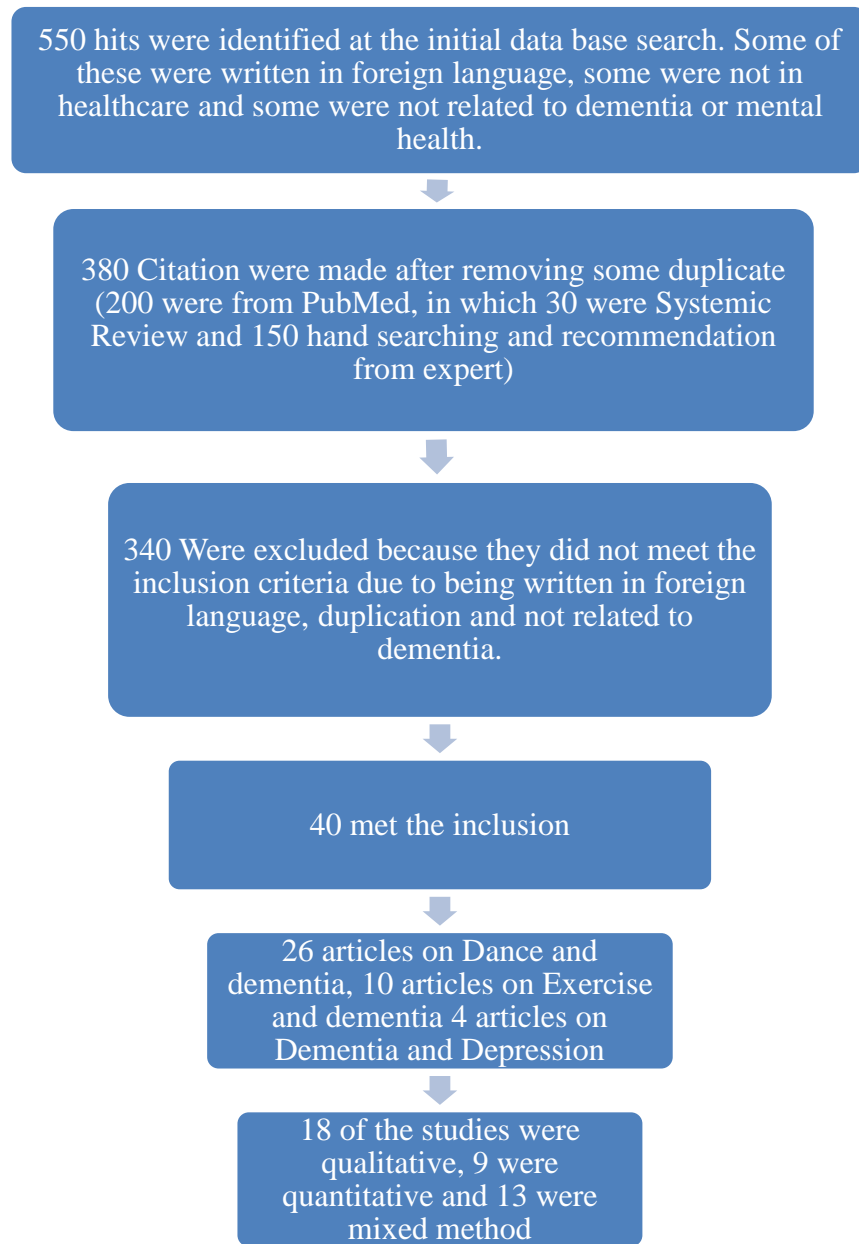 550 hits were identified at the initial data base search. Some of
these were written in foreign language, some were not in
healthcare and some were not related to dementia or mental
health.
380 Citation were made after removing some duplicate
(200 were from PubMed, in which 30 were Systemic
Review and 150 hand searching and recommendation
from expert)
340 Were excluded because they did not meet the
inclusion criteria due to being written in foreign
language, duplication and not related to
dementia.
40 met the inclusion
26 articles on Dance and
dementia, 10 articles on Exercise
and dementia 4 articles on
Dementia and Depression
18 of the studies were
qualitative, 9 were
quantitative and 13 were
mixed method